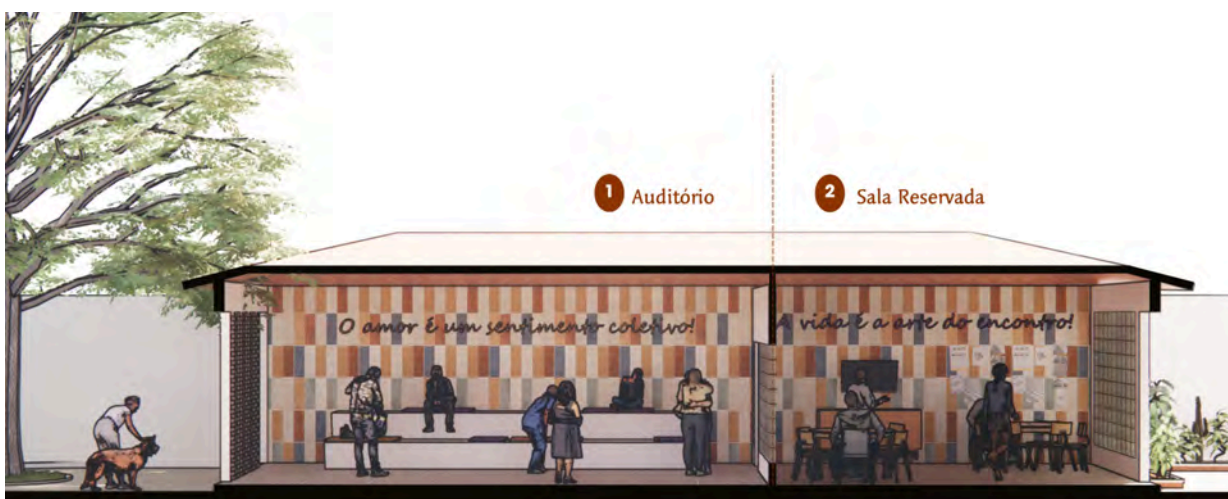 1 Auditório
2 Sala Reservada
O amor é um sentimento coletivo!
A vida é a arte do encontro!